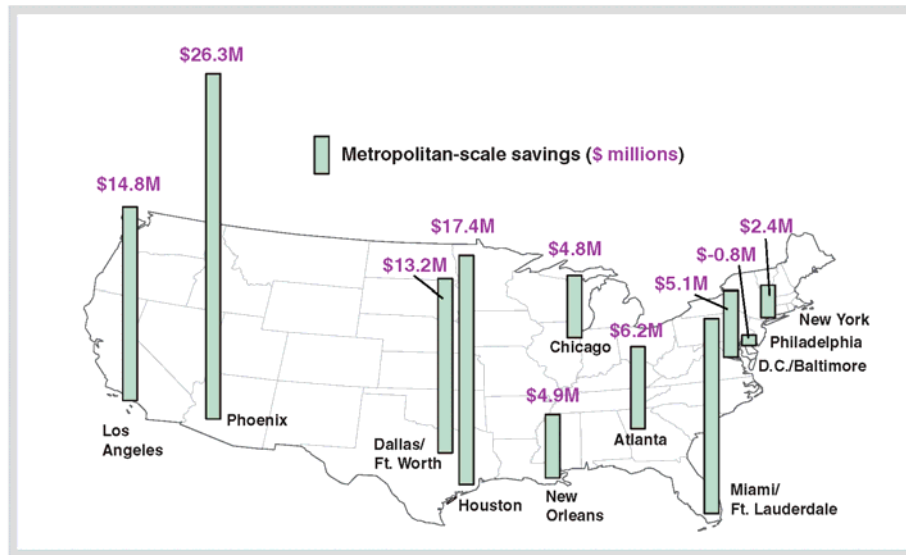 $26.3M
Metropolitan-scale savings ($ millions)
$14.8M
$17.4M
$13.2M
$4.8M
$2.4M
$-0.8M
$5.1M
$6.2M
$4.9M
New York
Philadelphia
D.C./Baltimore
Chicago
Atlanta
Phoenix
Los
Angeles
Dallas/
Ft. Worth
Houston
New
Orleans
Miami/
Ft. Lauderdale